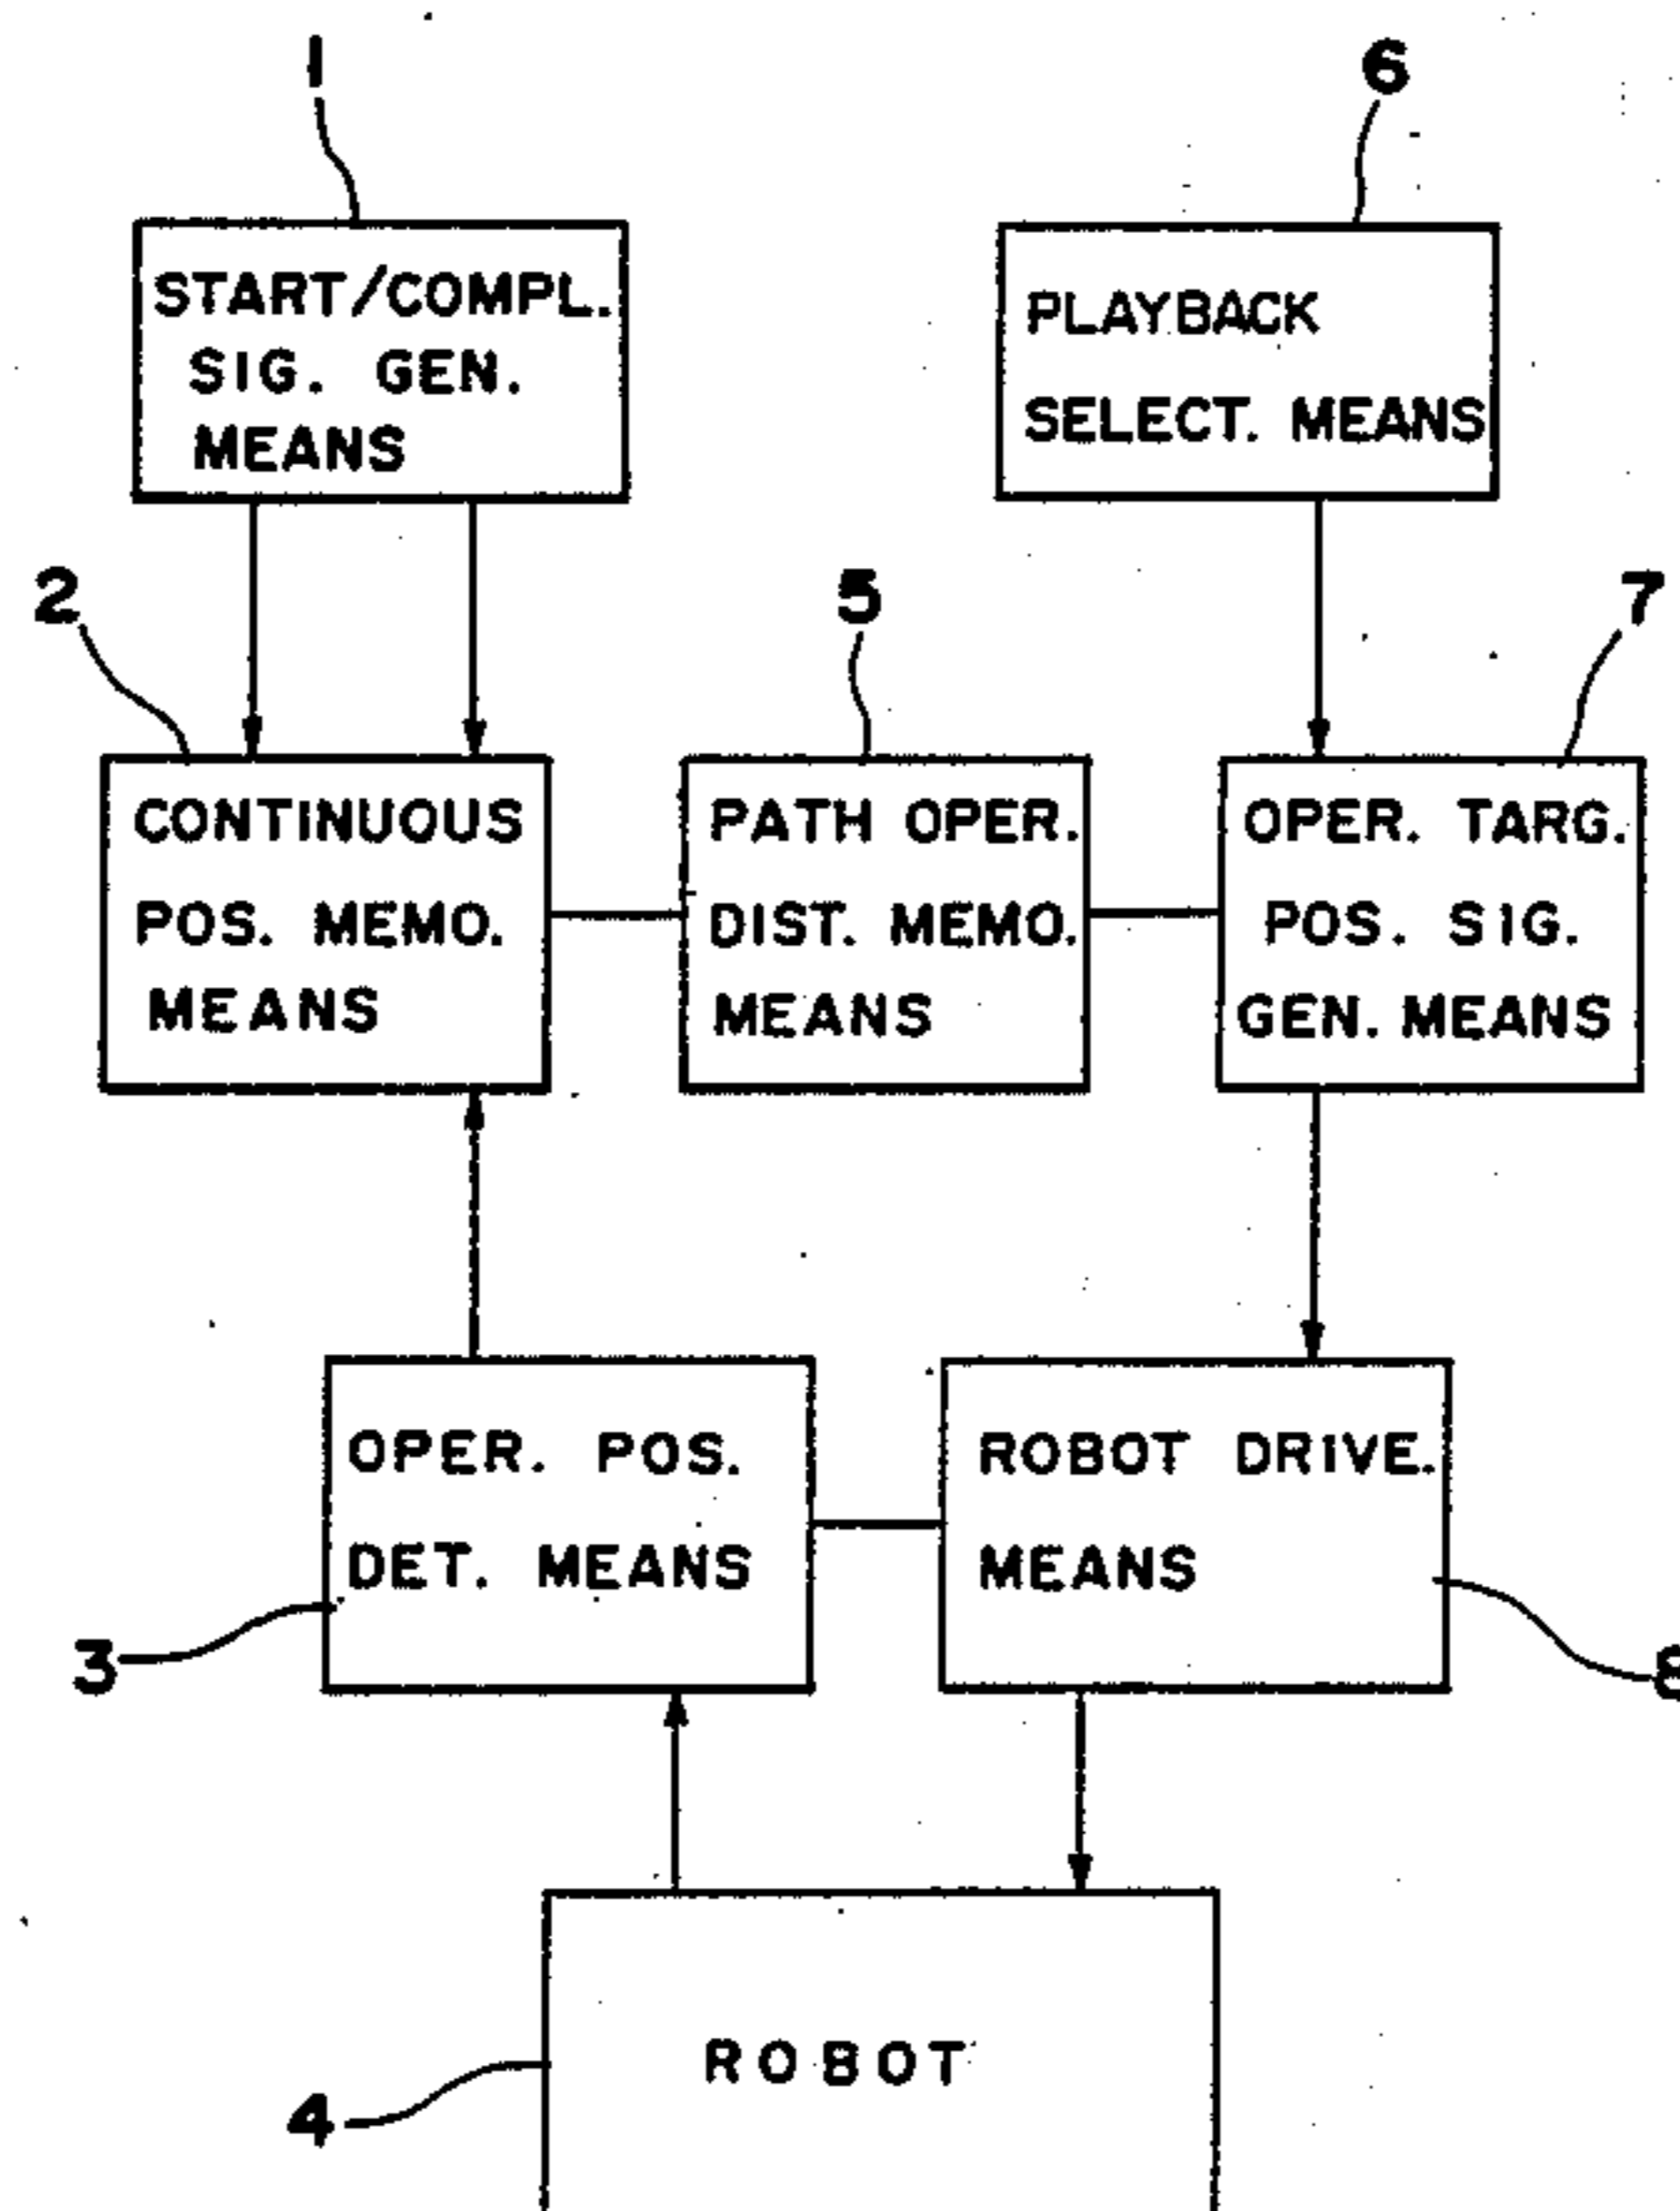 1
6
START/COMPL.
SIG. GEN.
MEANS
PLAYBACK
SELECT. MEANS
2
5
7
CONTINUOUS
POS. MEMO.
MEANS
PATH OPER.
DIST. MEMO.
MEANS
OPER. TARG.
POS. SIG.
GEN. MEANS
OPER. POS.
DET. MEANS
ROBOT DRIVE.
MEANS
3
8
ROBOT
4